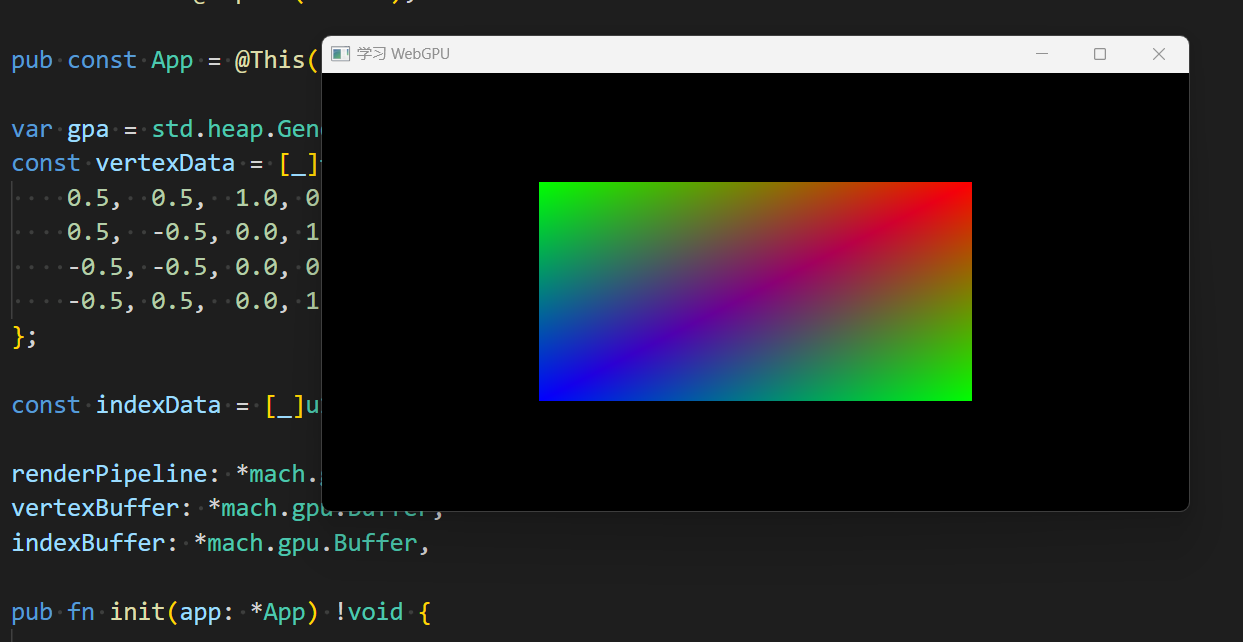 pub const App = @This(
学习 WebGPU
var gpa = std.heap.Gen
const vertexData = [_]
0.5, 0.5, 1.0, 0
0.5, -0.5, 0.0, 1
-0.5, -0.5, 0.0, 0
-0.5, 0.5, 0.0, 1
};
const indexData = [_]u
renderPipeline: *mach.
vertexBuffer: *mach.gpu.Buffer,
indexBuffer: *mach.gpu.Buffer,
pub fn init(app: *App) !void {